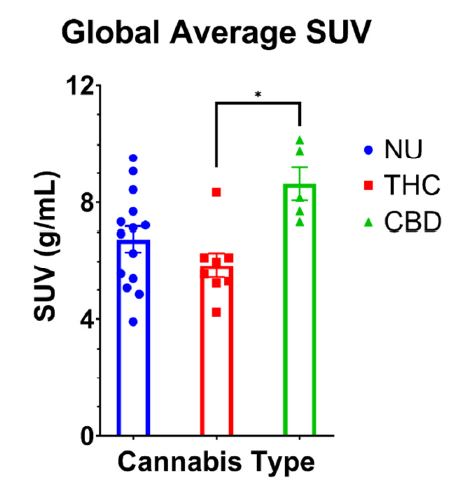 Global Average SUV
12
*
8
4
0
SUV (g/mL)
NU
THC
CBD
Cannabis Type